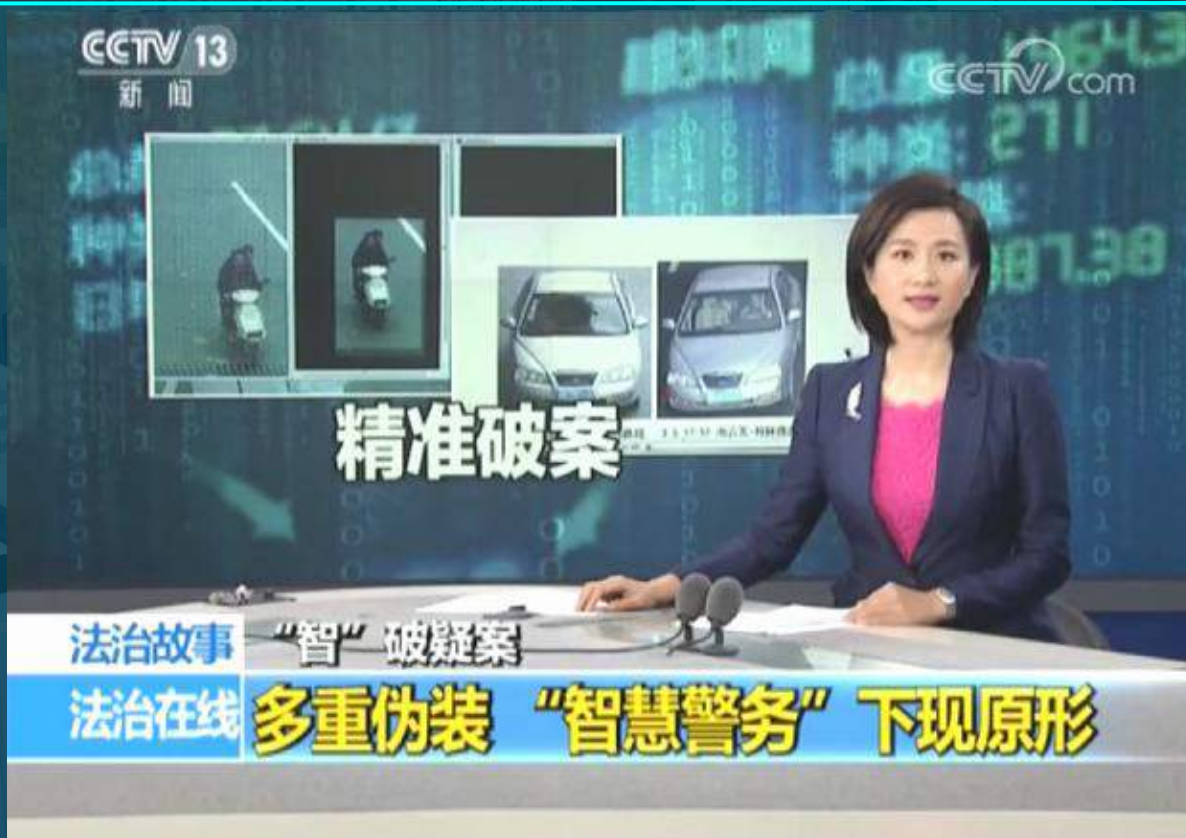 CCTV 13
新闻
CCTV.com
精准破案
法治故事
“智”破疑案
法治在线
多重伪装 “智慧警务”下现原形